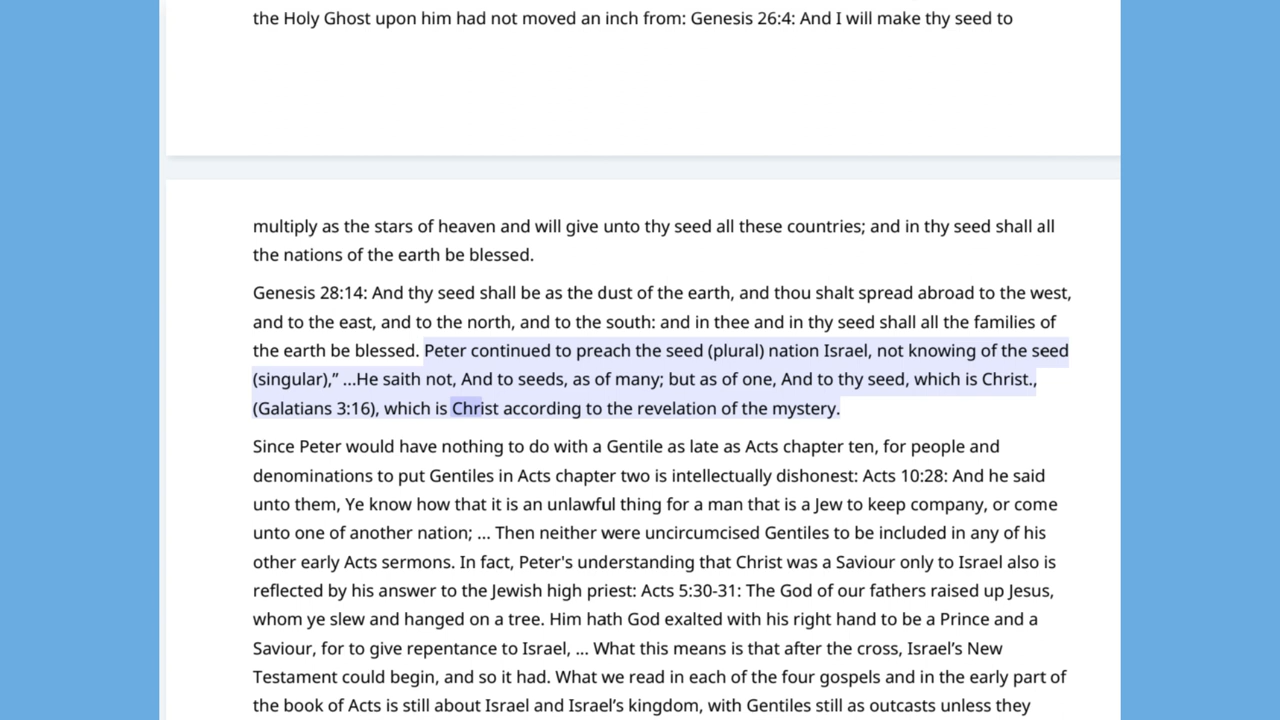 the Holy Ghost upon him had not moved an inch from: Genesis 26:4: And I will make thy seed to
multiply as the stars of heaven and will give unto thy seed all these countries; and in thy seed shall all
the nations of the earth be blessed.
Genesis 28:14: And thy seed shall be as the dust of the earth, and thou shalt spread abroad to the west,
and to the east, and to the north, and to the south: and in thee and in thy seed shall all the families of
the earth be blessed. Peter continued to preach the seed (plural) nation Israel, not knowing of the seed
(singular),” ...He saith not, And to seeds, as of many; but as of one, And to thy seed, which is Christ.,
(Galatians 3:16), which is Christ according to the revelation of the mystery.
Since Peter would have nothing to do with a Gentile as late as Acts chapter ten, for people and
denominations to put Gentiles in Acts chapter two is intellectually dishonest: Acts 10:28: And he said
unto them, Ye know how that it is an unlawful thing for a man that is a Jew to keep company, or come
unto one of another nation; ... Then neither were uncircumcised Gentiles to be included in any of his
other early Acts sermons. In fact, Peter's understanding that Christ was a Saviour only to Israel also is
reflected by his answer to the Jewish high priest: Acts 5:30-31: The God of our fathers raised up Jesus,
whom ye slew and hanged on a tree. Him hath God exalted with his right hand to be a Prince and a
Saviour, for to give repentance to Israel, ... What this means is that after the cross, Israel’s New
Testament could begin, and so it had. What we read in each of the four gospels and in the early part of
the book of Acts is still about Israel and Israel’s kingdom, with Gentiles still as outcasts unless they